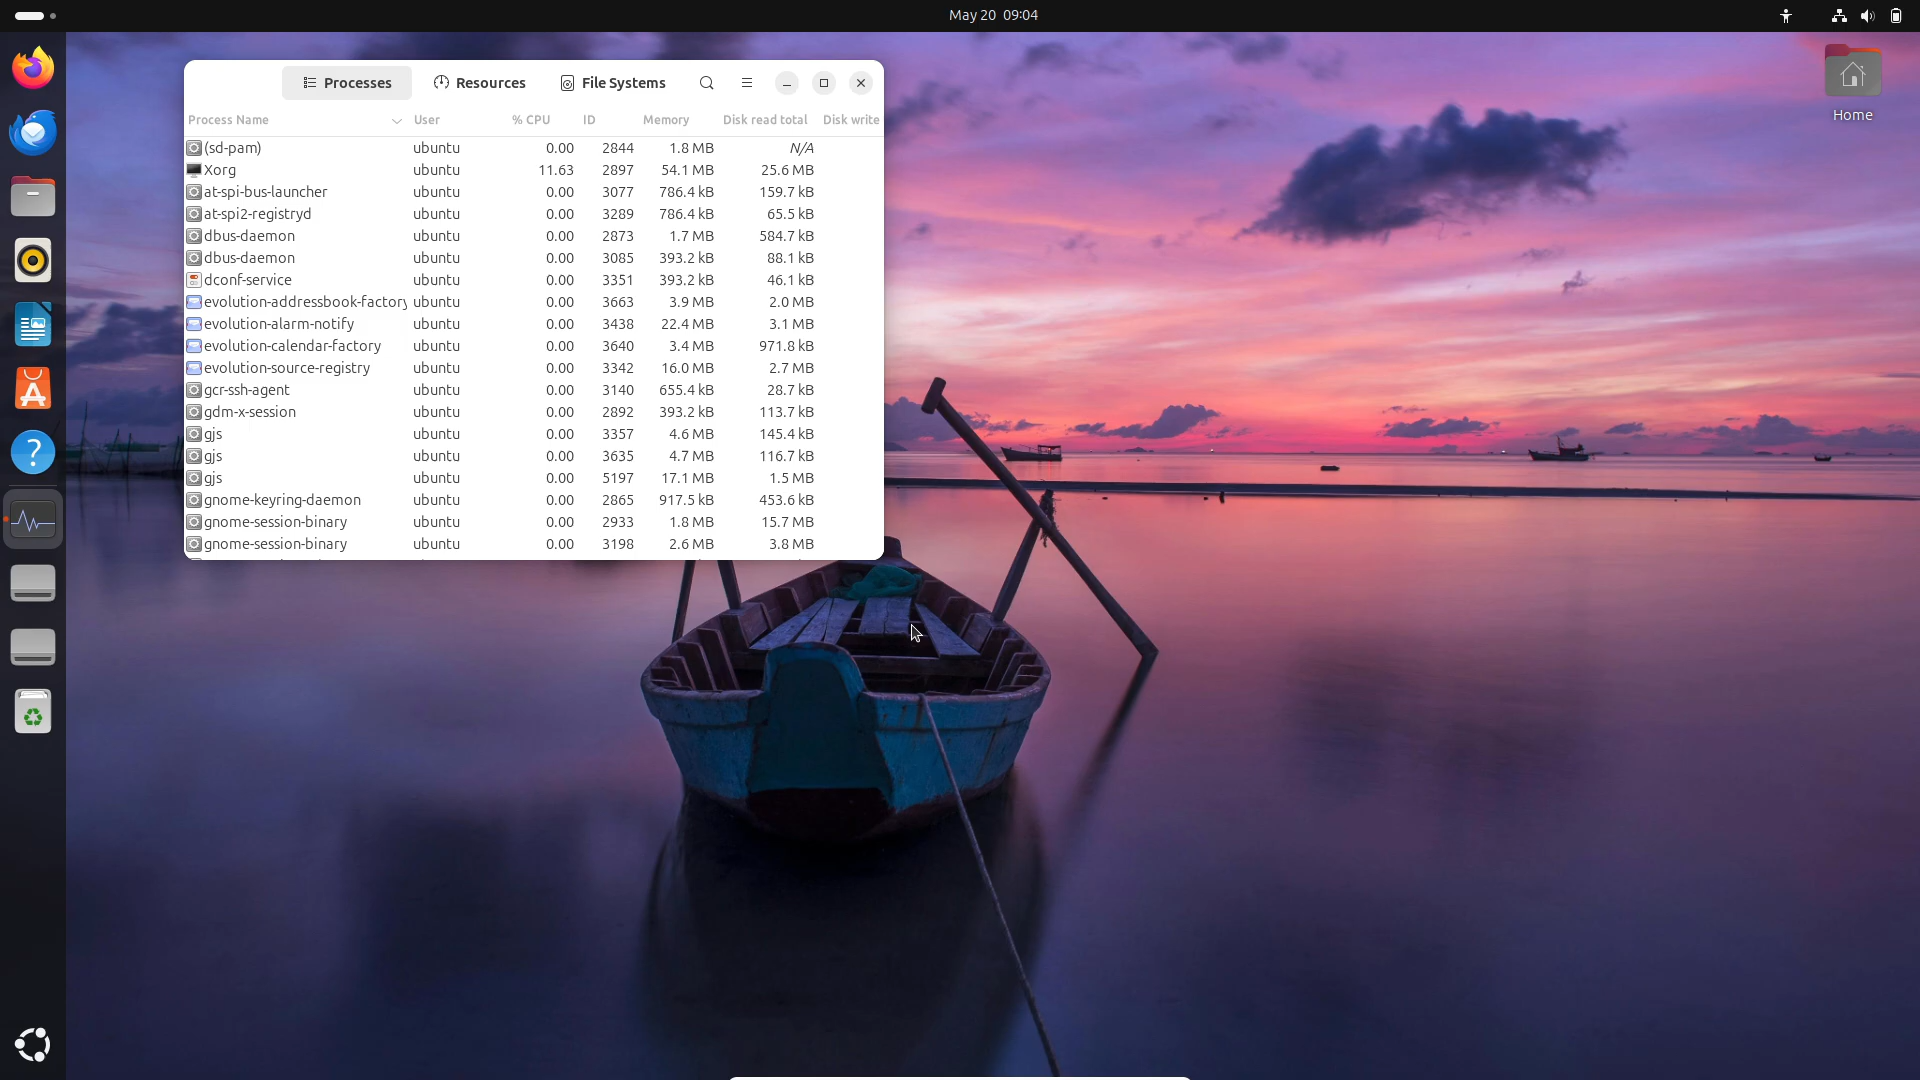 May 20 09:04
Home
Processes Resources File Systems
Process Name User % CPU ID Memory Disk read total Disk write
(sd-pam) ubuntu 0.00 2844 1.8 MB N/A
Xorg ubuntu 11.63 2897 54.1 MB 25.6 MB
at-spi-bus-launcher ubuntu 0.00 3077 786.4 kB 159.7 kB
at-spi2-registryd ubuntu 0.00 3289 786.4 kB 65.5 kB
dbus-daemon ubuntu 0.00 2873 1.7 MB 584.7 kB
dbus-daemon ubuntu 0.00 3085 393.2 kB 88.1 kB
dconf-service ubuntu 0.00 3351 393.2 kB 46.1 kB
evolution-addressbook-factory ubuntu 0.00 3663 3.9 MB 2.0 MB
evolution-alarm-notify ubuntu 0.00 3438 22.4 MB 3.1 MB
evolution-calendar-factory ubuntu 0.00 3640 3.4 MB 971.8 kB
evolution-source-registry ubuntu 0.00 3342 16.0 MB 2.7 MB
gcr-ssh-agent ubuntu 0.00 3140 655.4 kB 28.7 kB
gdm-x-session ubuntu 0.00 2892 393.2 kB 113.7 kB
gjs ubuntu 0.00 3357 4.6 MB 145.4 kB
gjs ubuntu 0.00 3635 4.7 MB 116.7 kB
gjs ubuntu 0.00 5197 17.1 MB 1.5 MB
gnome-keyring-daemon ubuntu 0.00 2865 917.5 kB 453.6 kB
gnome-session-binary ubuntu 0.00 2933 1.8 MB 15.7 MB
gnome-session-binary ubuntu 0.00 3198 2.6 MB 3.8 MB